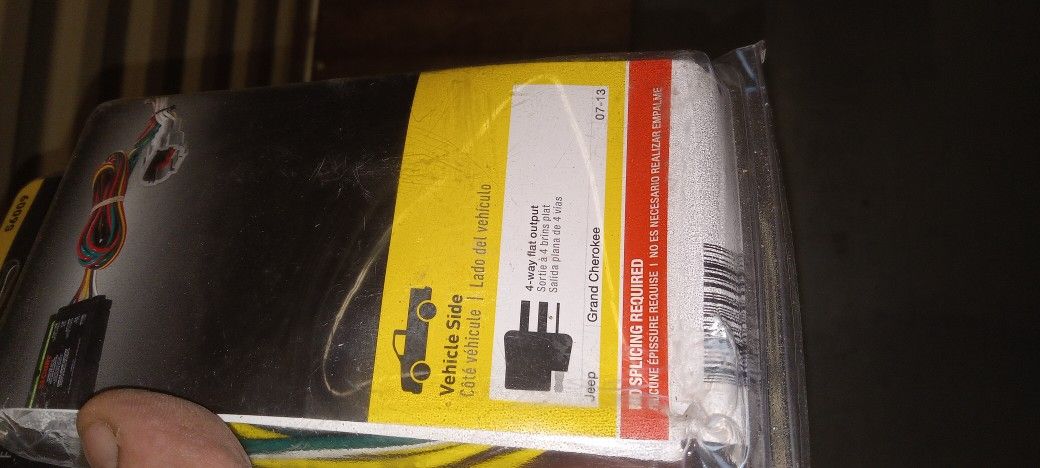 Vehicle Side
Côté véhicule | Lado del vehículo
4-way flat output
Sortie à 4 brins plat
Salida plana de 4 vías
Jeep Grand Cherokee 07-13
NO SPLICING REQUIRED
AUCUNE ÉPISSURE REQUISE | NO ES NECESARIO REALIZAR EMPALME